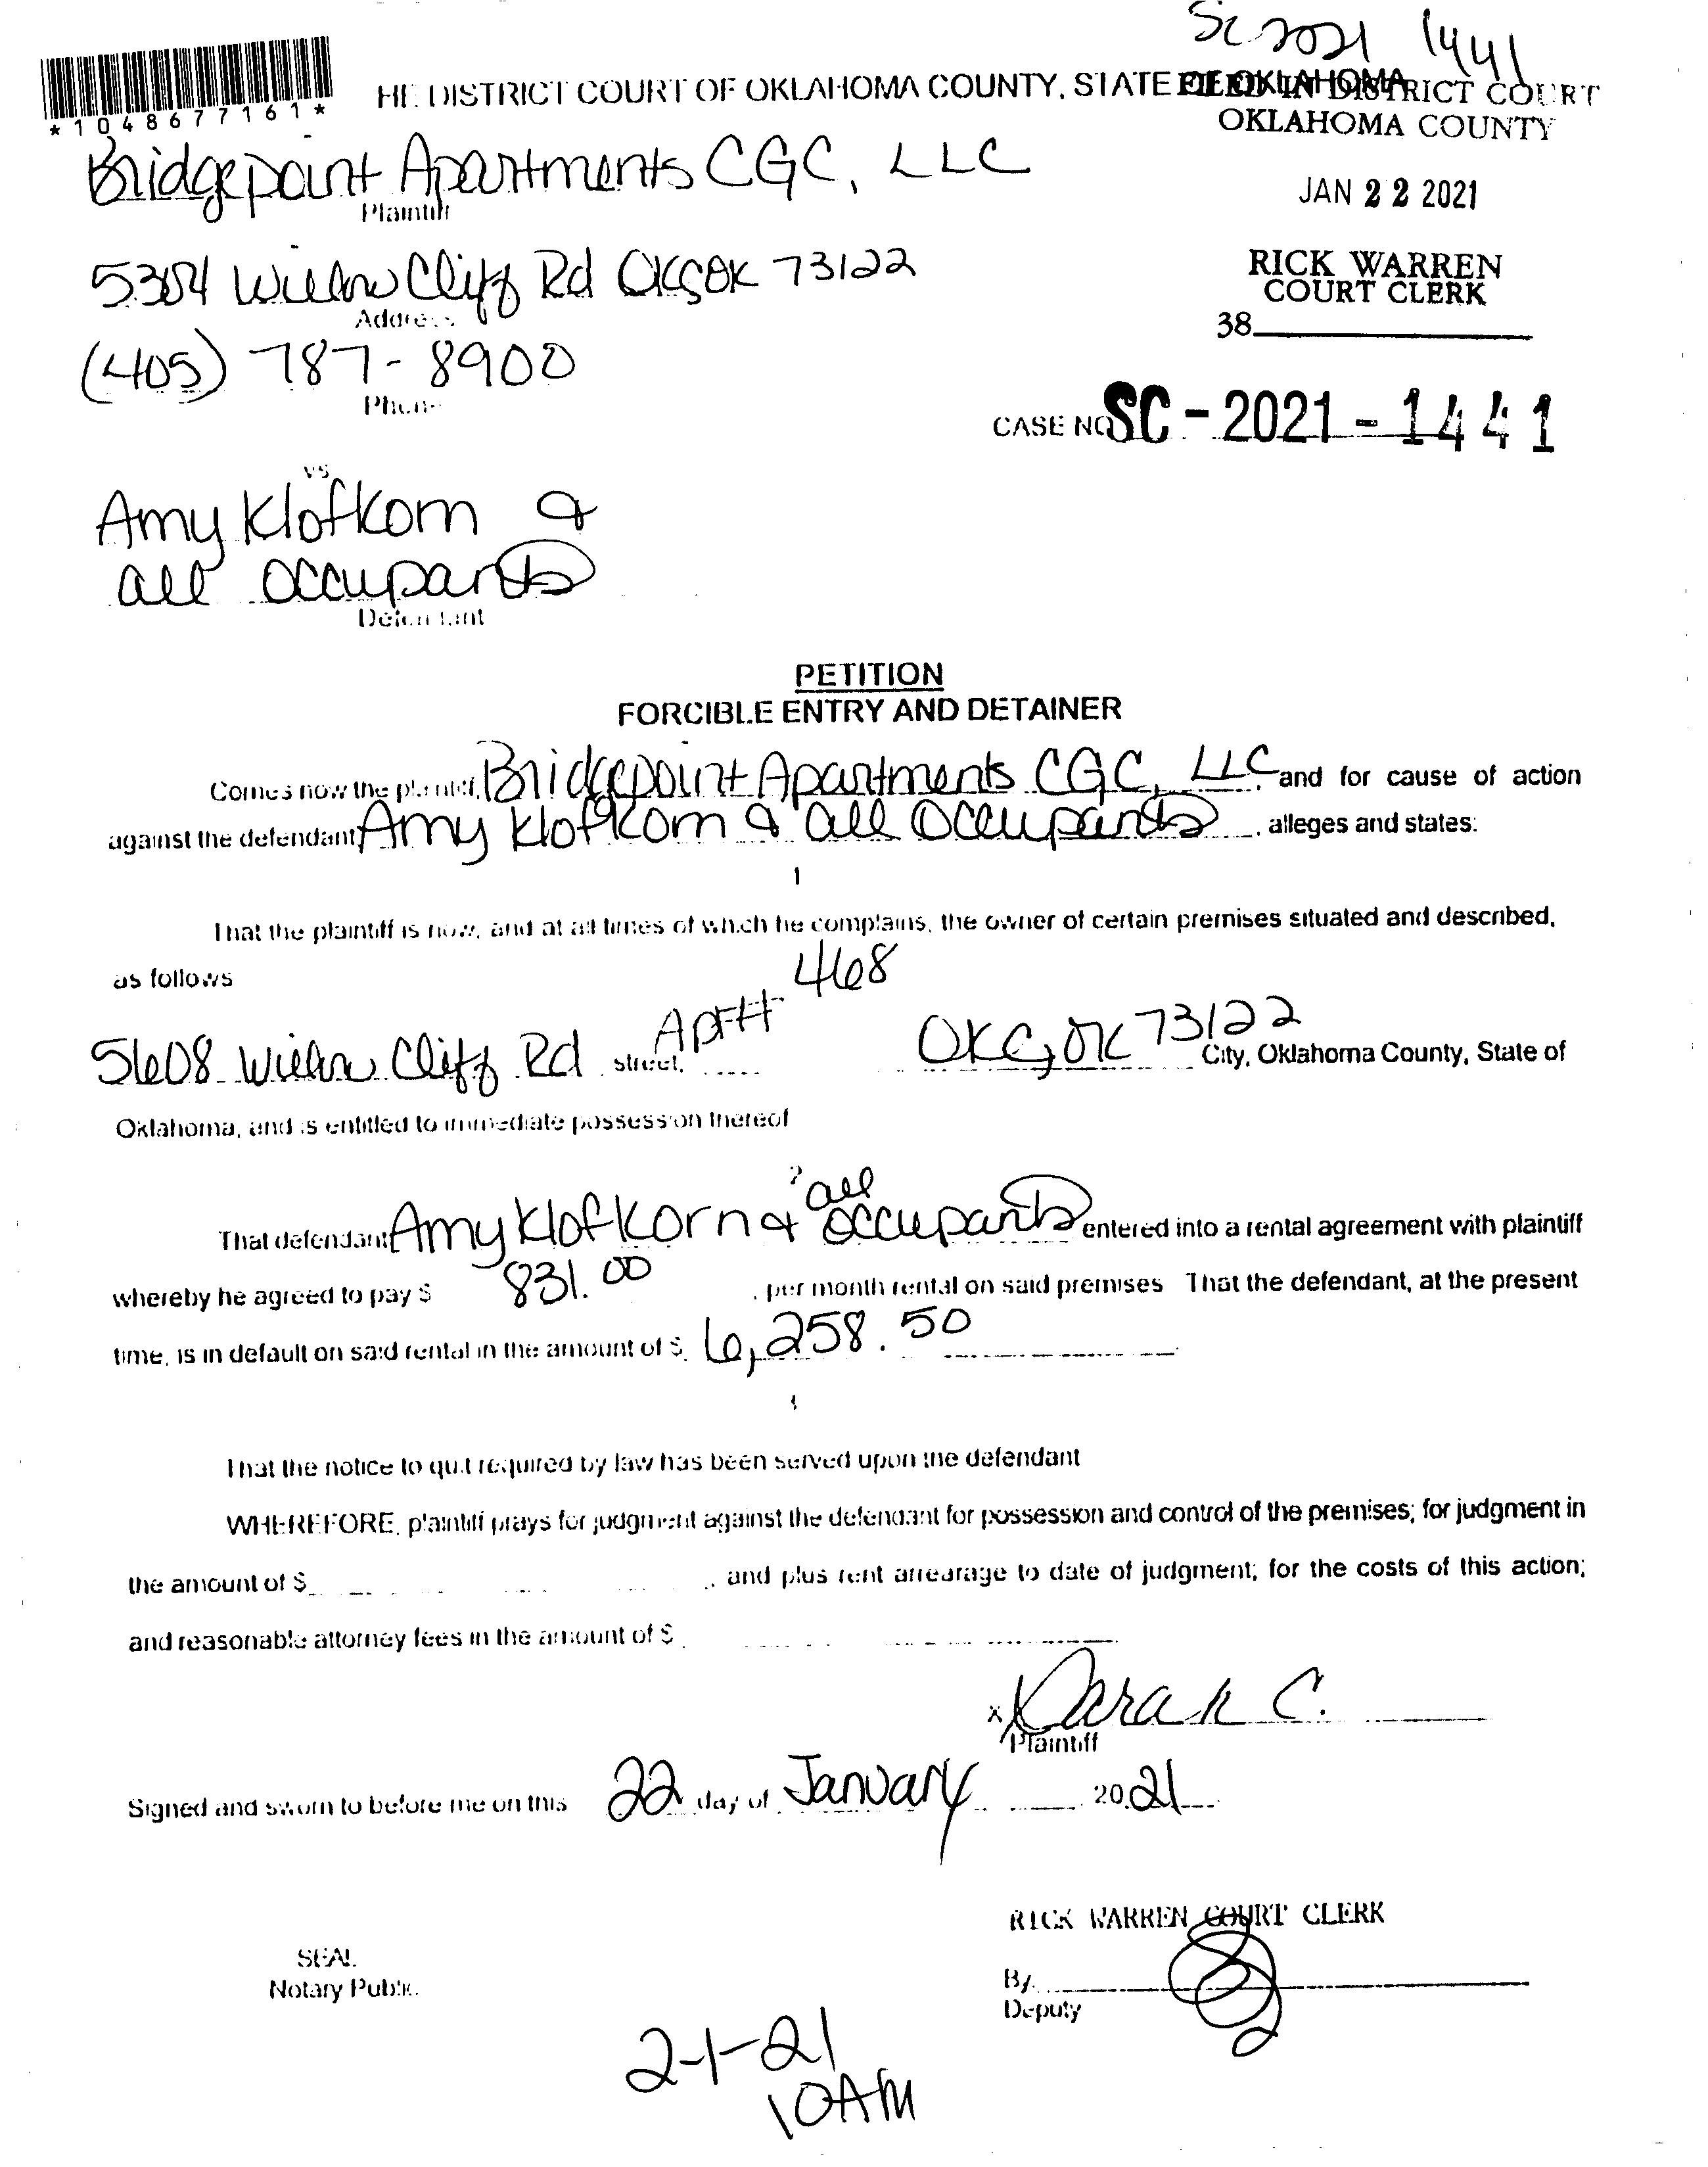 SC 2021 1441
*1048677161*
HE DISTRICT COURT OF OKLAHOMA COUNTY, STATE OF OKLAHOMA
FILED IN DISTRICT COURT
OKLAHOMA COUNTY
Bridgepoint Apartments CGC, LLC
Plaintiff
JAN 22 2021
5304 Willow Cliff Rd OKC, OK 73122
Address
RICK WARREN
COURT CLERK
38
(405) 787-8900
Phone
CASE NO SC - 2021 - 1441
vs
Amy Klofkorn &
all occupants
Defendant
PETITION
FORCIBLE ENTRY AND DETAINER
Comes now the plaintiff, Bridgepoint Apartments CGC, LLC, and for cause of action
against the defendant, Amy Klofkorn & all Occupants, alleges and states:
1
That the plaintiff is now, and at all times of which he complains, the owner of certain premises situated and described,
as follows
5608 Willow Cliff Rd street, Apt# 468 OKC, OK 73122 City, Oklahoma County, State of
Oklahoma, and is entitled to immediate possession thereof
2
That defendant Amy Klofkorn & all occupants entered into a rental agreement with plaintiff
whereby he agreed to pay $ 831.00, per month rental on said premises That the defendant, at the present
time, is in default on said rental in the amount of $ 6,258.50
That the notice to quit required by law has been served upon the defendant
WHEREFORE, plaintiff prays for judgment against the defendant for possession and control of the premises; for judgment in
the amount of $ , and plus rent arrearage to date of judgment; for the costs of this action;
and reasonable attorney fees in the amount of $
x Karan C.
Plaintiff
Signed and sworn to before me on this 22 day of January 2021
RICK WARREN COURT CLERK
SEAL
Notary Public
By
Deputy
2-1-21
10AM